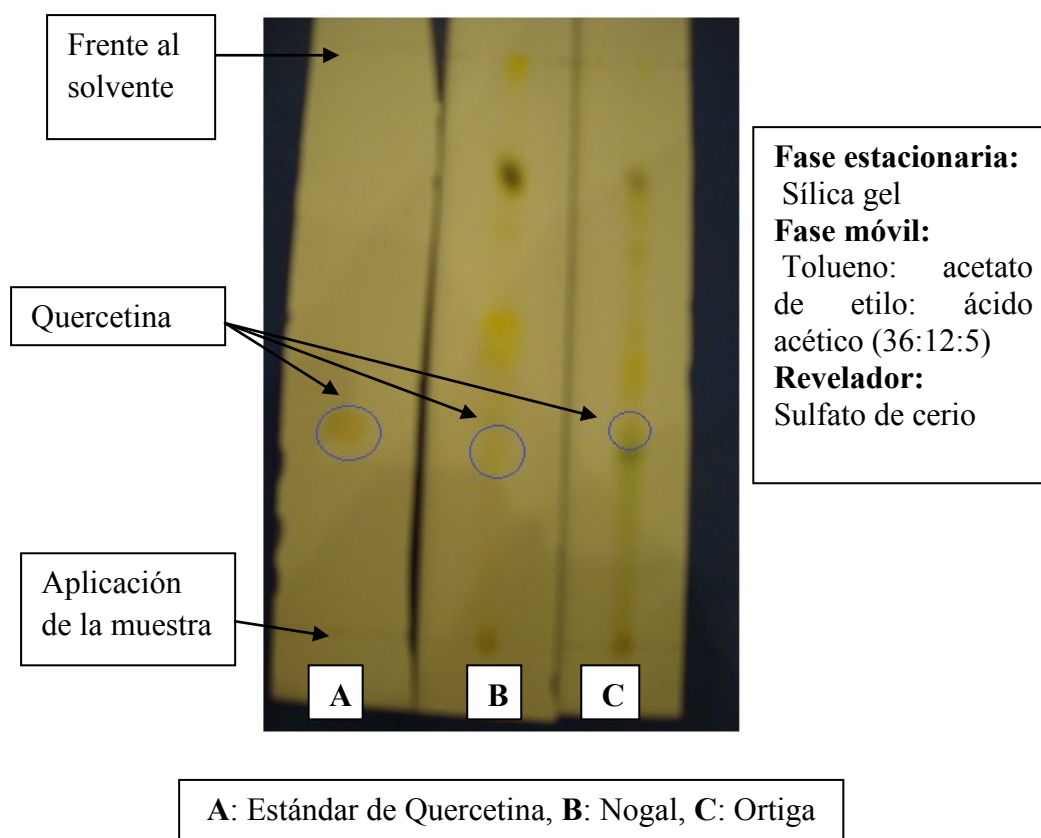 Frente al
solvente
Fase estacionaria:
Sílica gel
Fase móvil:
Tolueno: acetato
de etilo: ácido
acético (36:12:5)
Revelador:
Sulfato de cerio
Quercetina
Aplicación
de la muestra
A
B
C
A: Estándar de Quercetina, B: Nogal, C: Ortiga